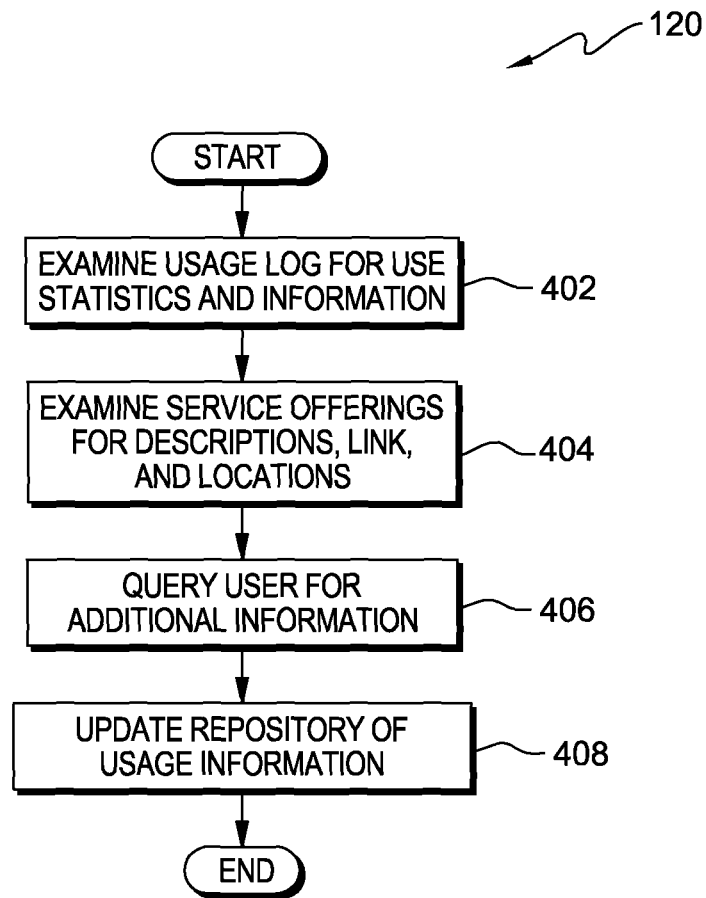 120
START
EXAMINE USAGE LOG FOR USE
STATISTICS AND INFORMATION
402
EXAMINE SERVICE OFFERINGS
FOR DESCRIPTIONS, LINK,
AND LOCATIONS
404
QUERY USER FOR
ADDITIONAL INFORMATION
406
UPDATE REPOSITORY OF
USAGE INFORMATION
408
END